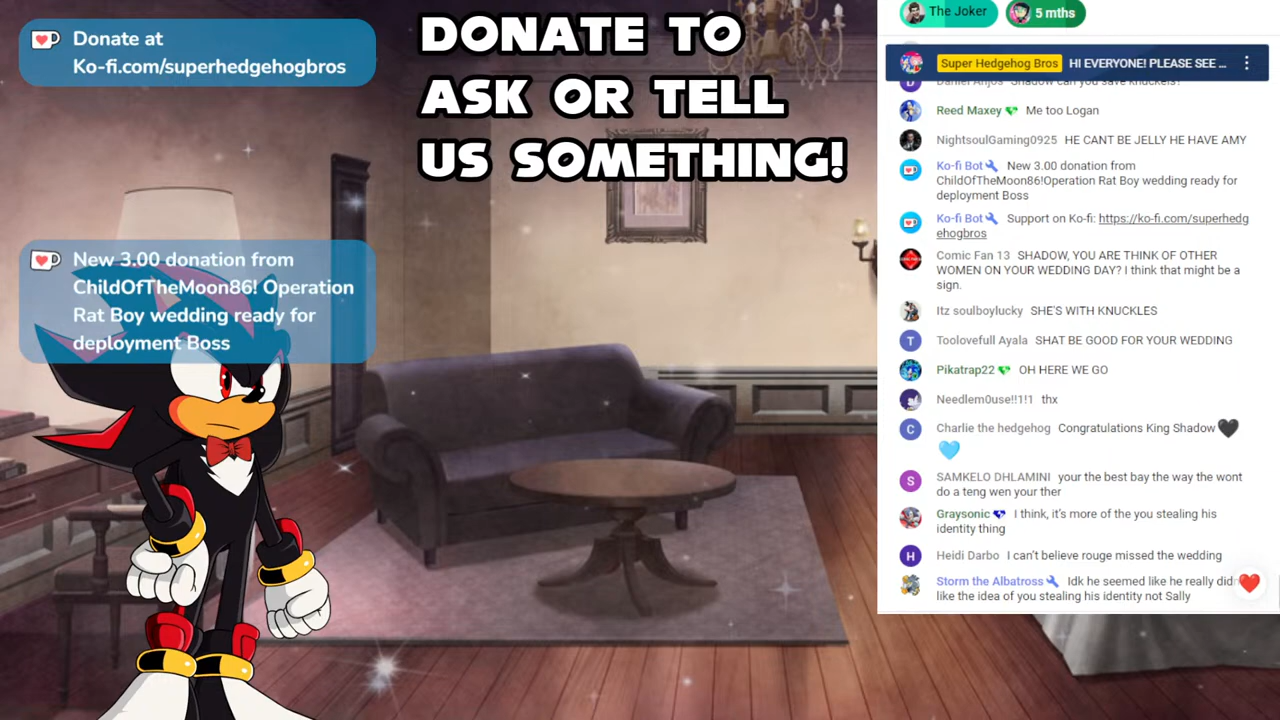 Donate at
Ko-fi.com/superhedgehogbros
DONATE TO
ASK OR TELL
US SOMETHING!
New 3.00 donation from
ChildOfTheMoon86! Operation
Rat Boy wedding ready for
deployment Boss
The Joker
5 mths
Super Hedgehog Bros HI EVERYONE! PLEASE SEE ...
Daniel Anjos Shadow can you save knuckels?
Reed Maxey Me too Logan
NightsoulGaming0925 HE CANT BE JELLY HE HAVE AMY
Ko-fi Bot New 3.00 donation from
ChildOfTheMoon86!Operation Rat Boy wedding ready for
deployment Boss
Ko-fi Bot Support on Ko-fi: https://ko-fi.com/superhedg
ehogbros
Comic Fan 13 SHADOW, YOU ARE THINK OF OTHER
WOMEN ON YOUR WEDDING DAY? I think that might be a
sign.
Itz soulboylucky SHE'S WITH KNUCKLES
T
Toolovefull Ayala SHAT BE GOOD FOR YOUR WEDDING
Pikatrap22 OH HERE WE GO
Needlem0use!!1!1 thx
C
Charlie the hedgehog Congratulations King Shadow
S
SAMKELO DHLAMINI your the best bay the way the wont
do a teng wen your ther
Graysonic I think, it's more of the you stealing his
identity thing
H
Heidi Darbo I can't believe rouge missed the wedding
Storm the Albatross Idk he seemed like he really
like the idea of you stealing his identity not Sally